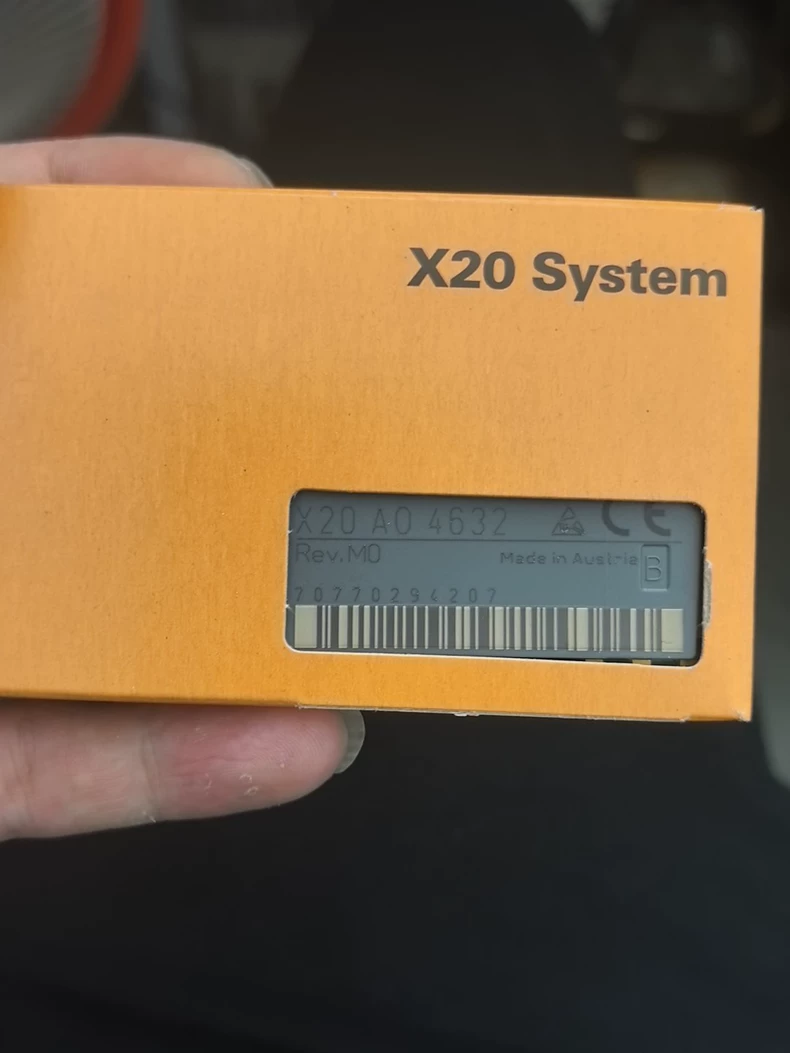 X20 System
X20 AO 4632
CE
Rev.M0
Made in Austria
B
70770294207